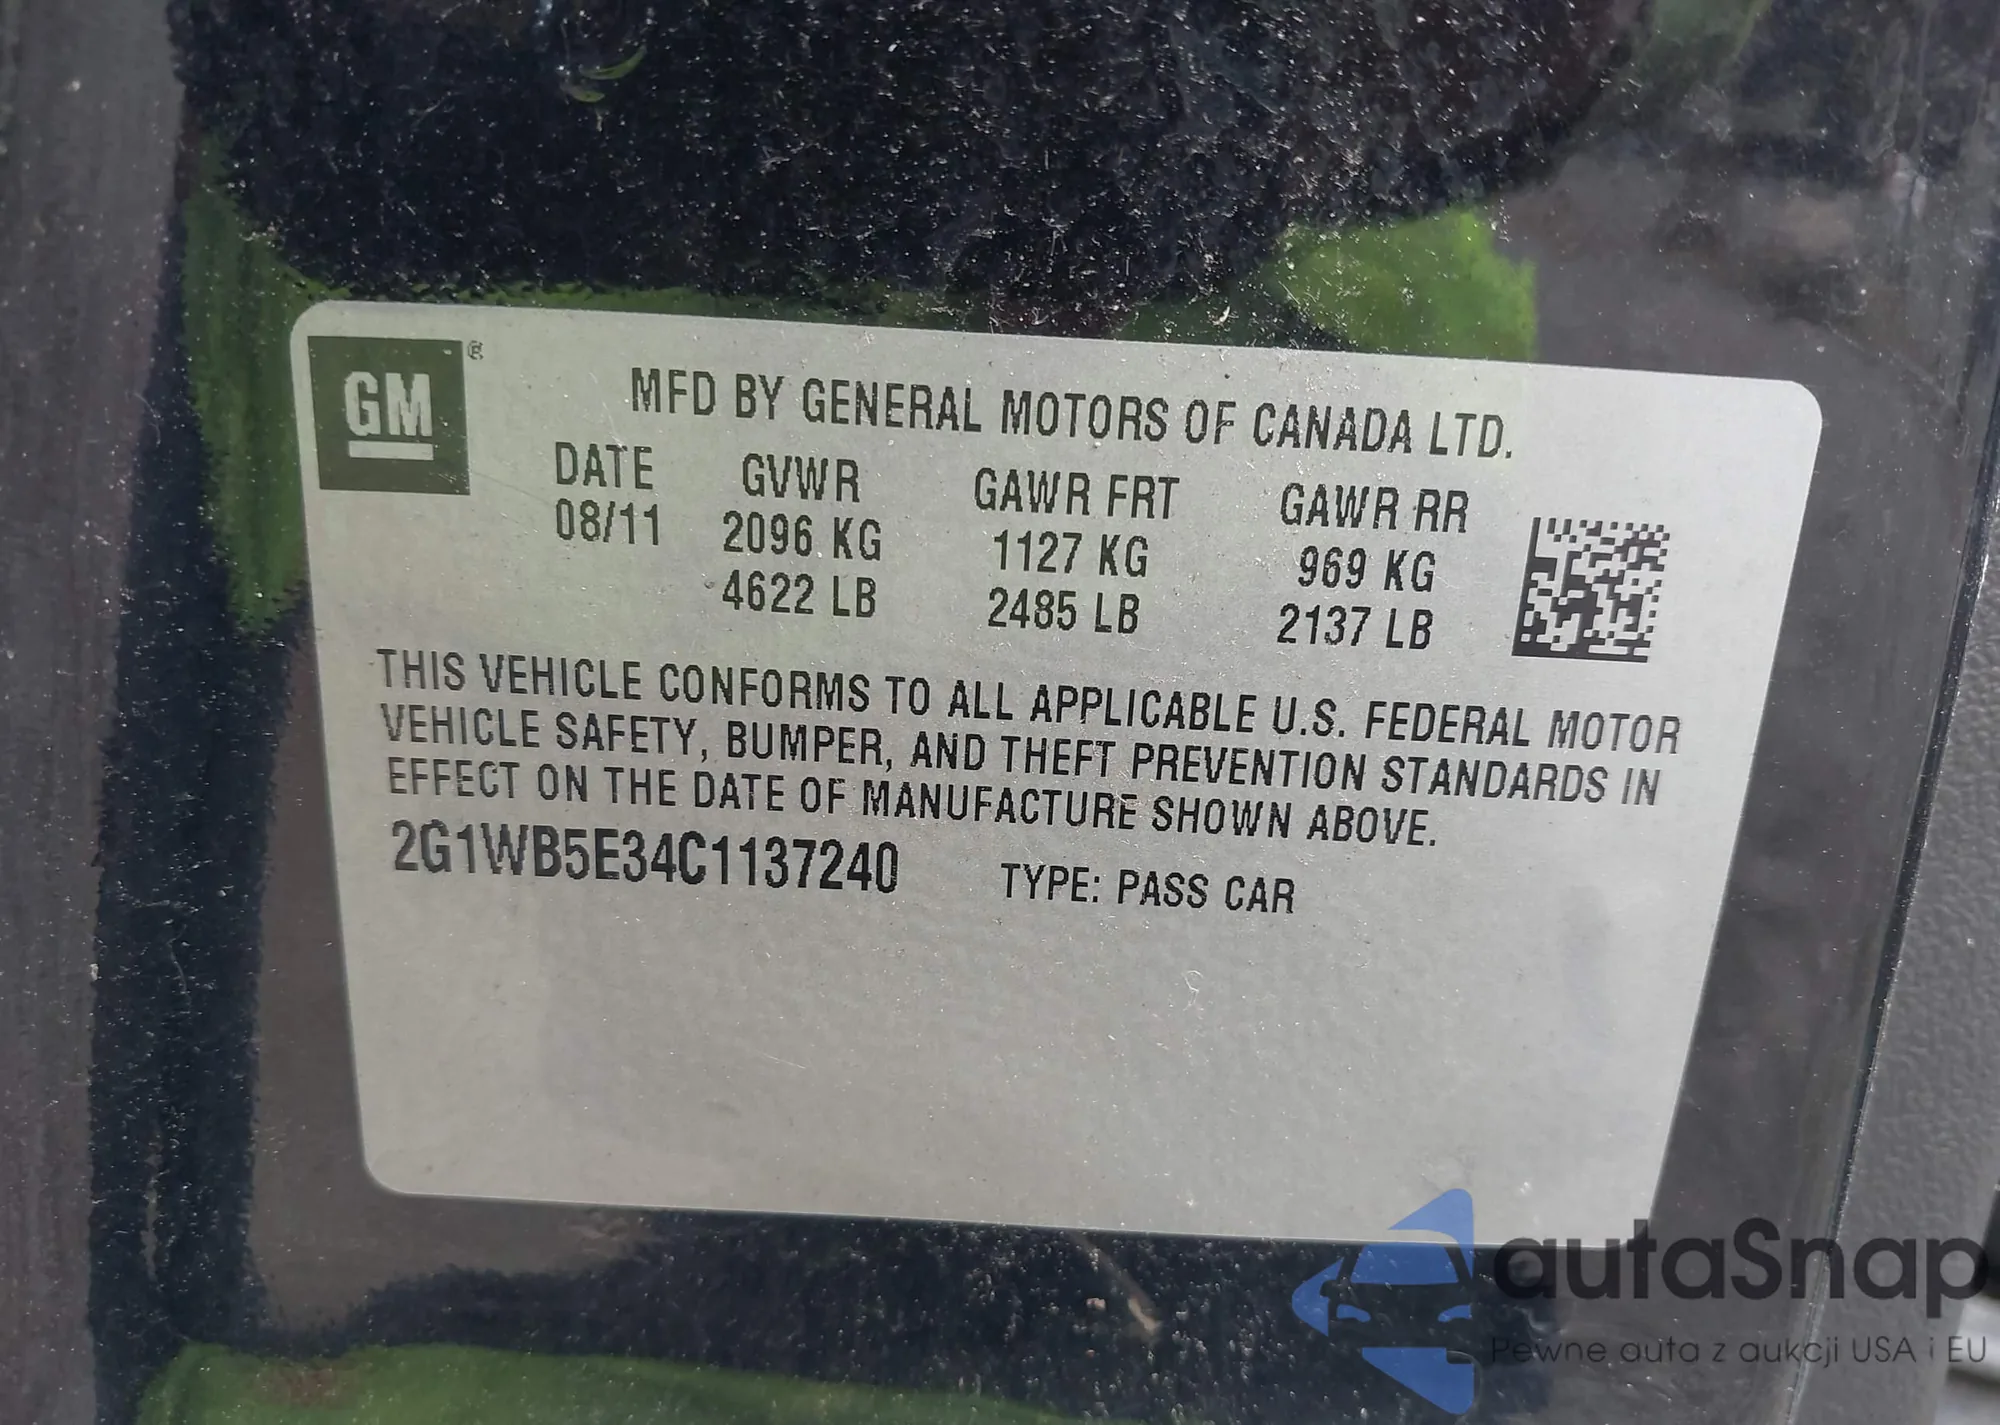 GM ®
MFD BY GENERAL MOTORS OF CANADA LTD.
DATE GVWR GAWR FRT GAWR RR
08/11 2096 KG 1127 KG 969 KG
4622 LB 2485 LB 2137 LB
THIS VEHICLE CONFORMS TO ALL APPLICABLE U.S. FEDERAL MOTOR
VEHICLE SAFETY, BUMPER, AND THEFT PREVENTION STANDARDS IN
EFFECT ON THE DATE OF MANUFACTURE SHOWN ABOVE.
2G1WB5E34C1137240 TYPE: PASS CAR
autaSnap
Pewne auta z aukcji USA i EU